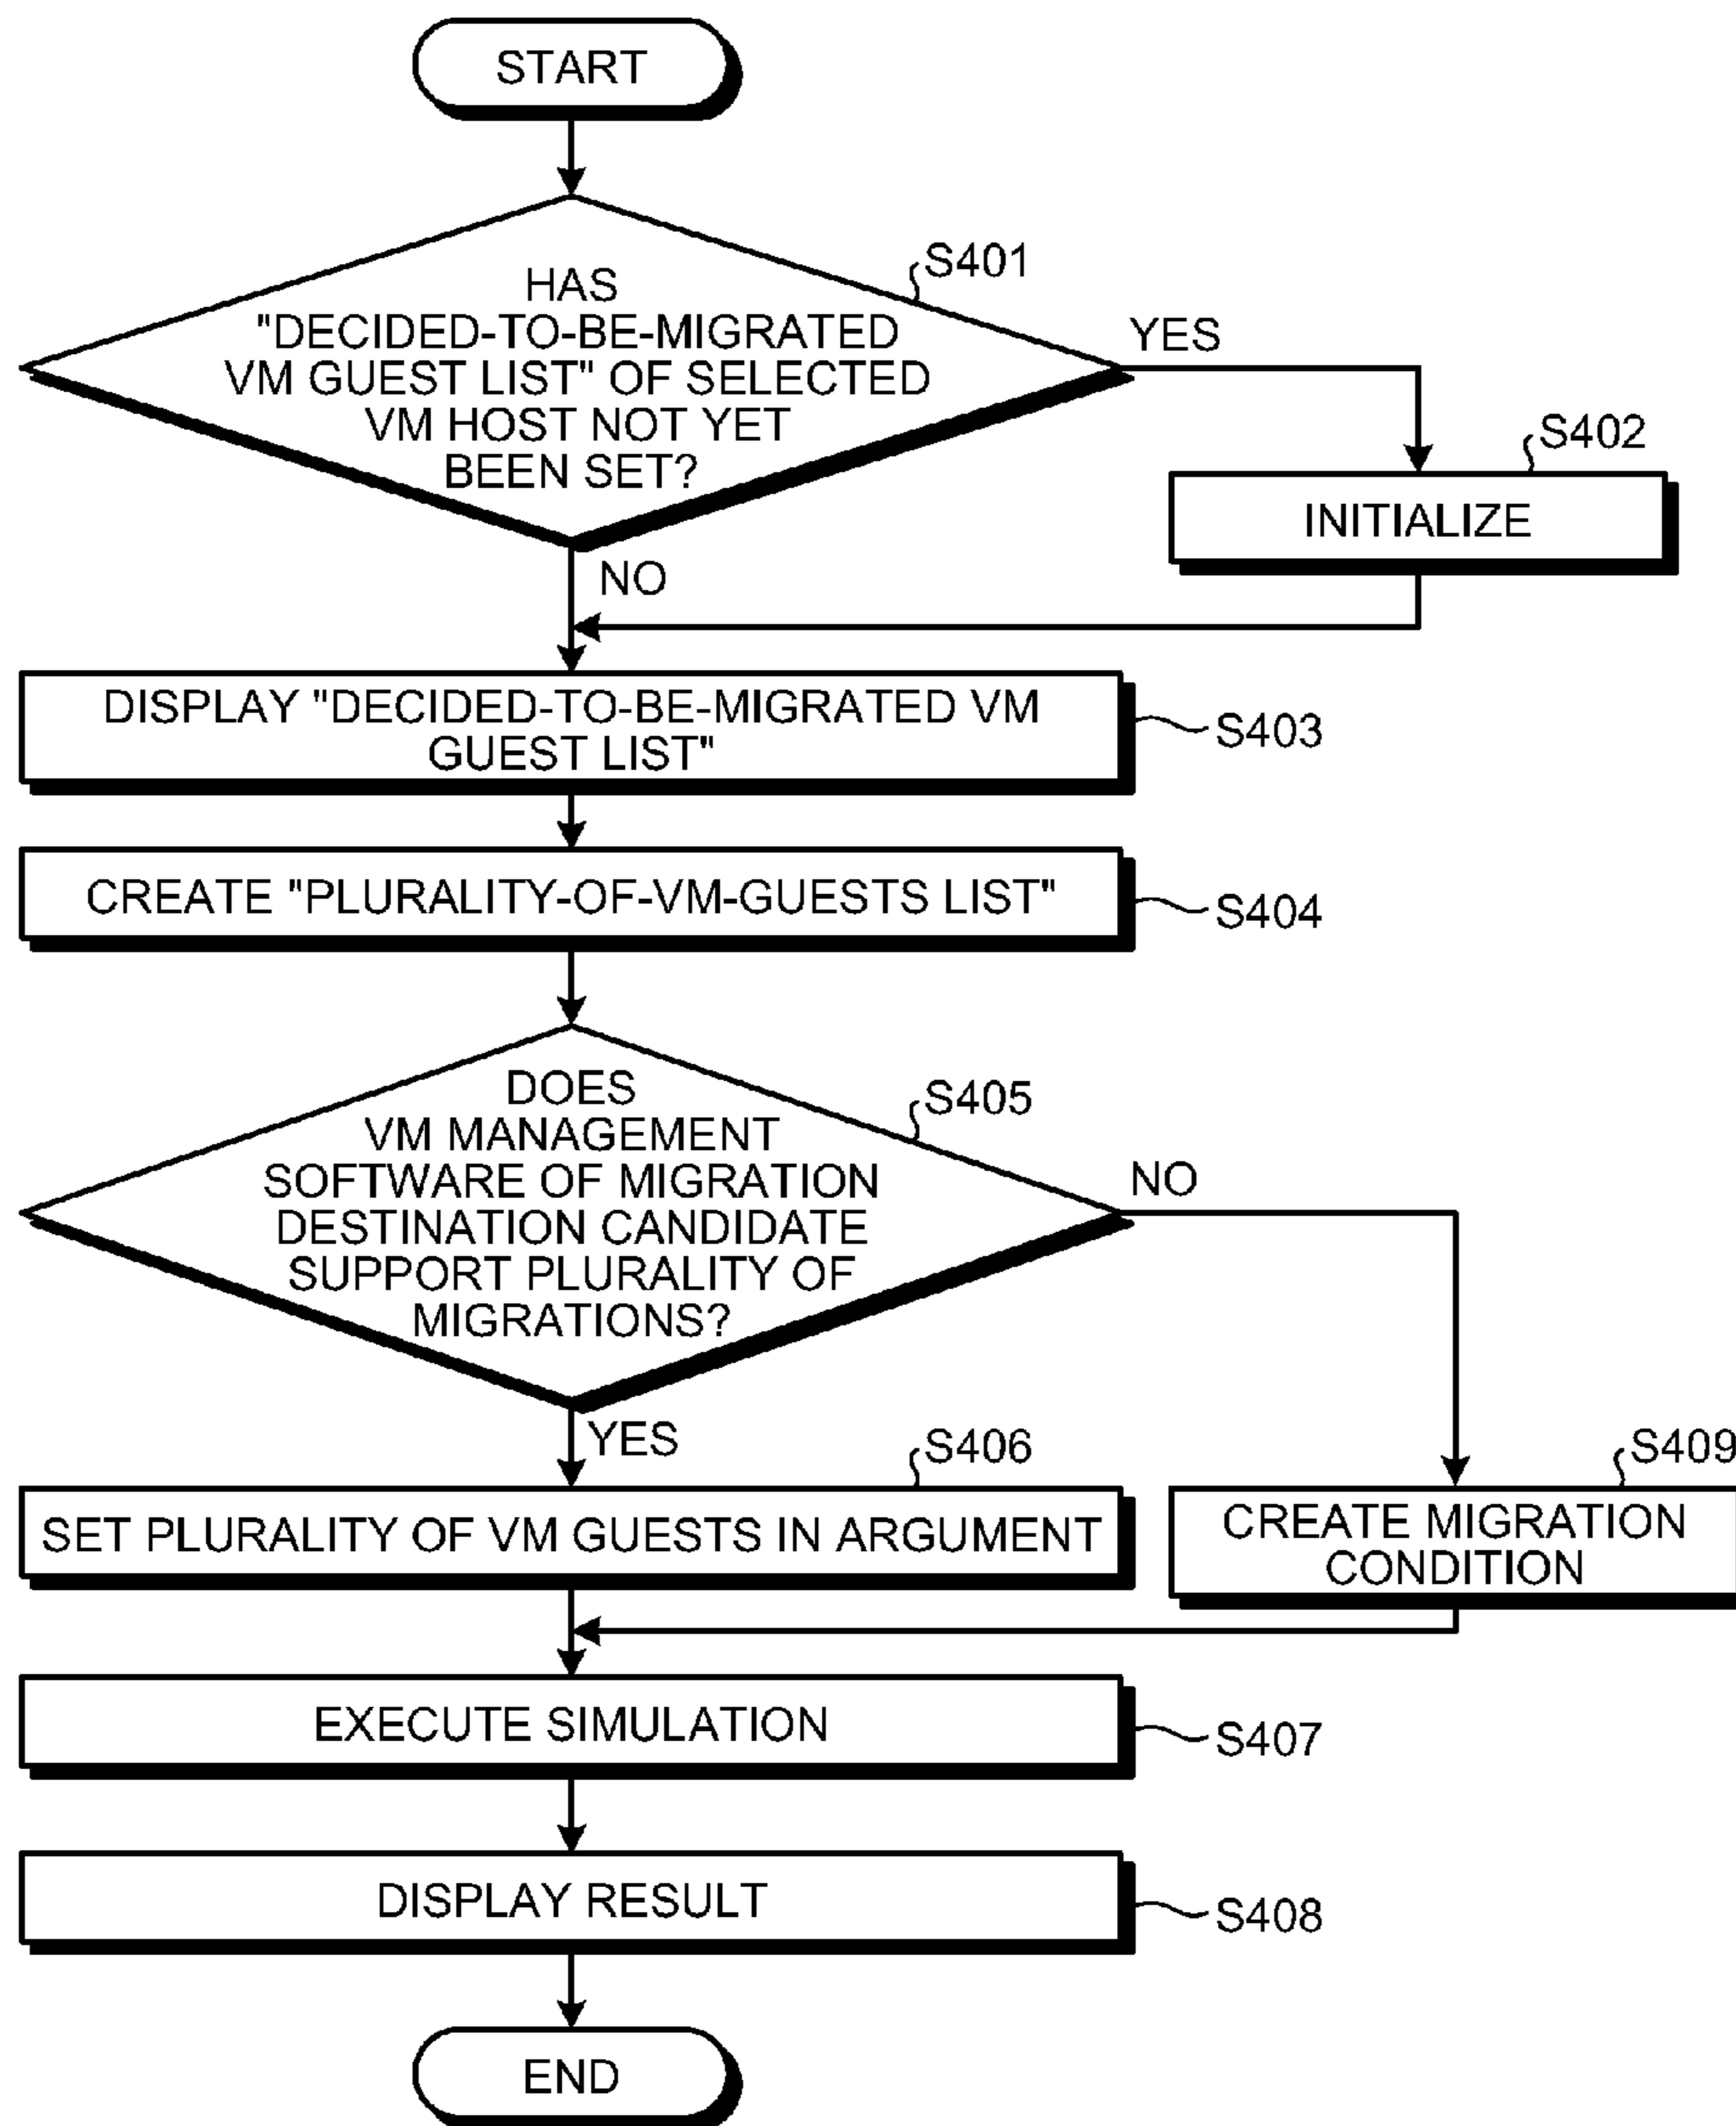 START
S401
HAS
"DECIDED-TO-BE-MIGRATED
VM GUEST LIST" OF SELECTED
VM HOST NOT YET
BEEN SET?
YES
S402
INITIALIZE
NO
DISPLAY "DECIDED-TO-BE-MIGRATED VM
GUEST LIST"
S403
CREATE "PLURALITY-OF-VM-GUESTS LIST"
S404
S405
DOES
VM MANAGEMENT
SOFTWARE OF MIGRATION
DESTINATION CANDIDATE
SUPPORT PLURALITY OF
MIGRATIONS?
NO
YES
S406
SET PLURALITY OF VM GUESTS IN ARGUMENT
S409
CREATE MIGRATION
CONDITION
EXECUTE SIMULATION
S407
DISPLAY RESULT
S408
END